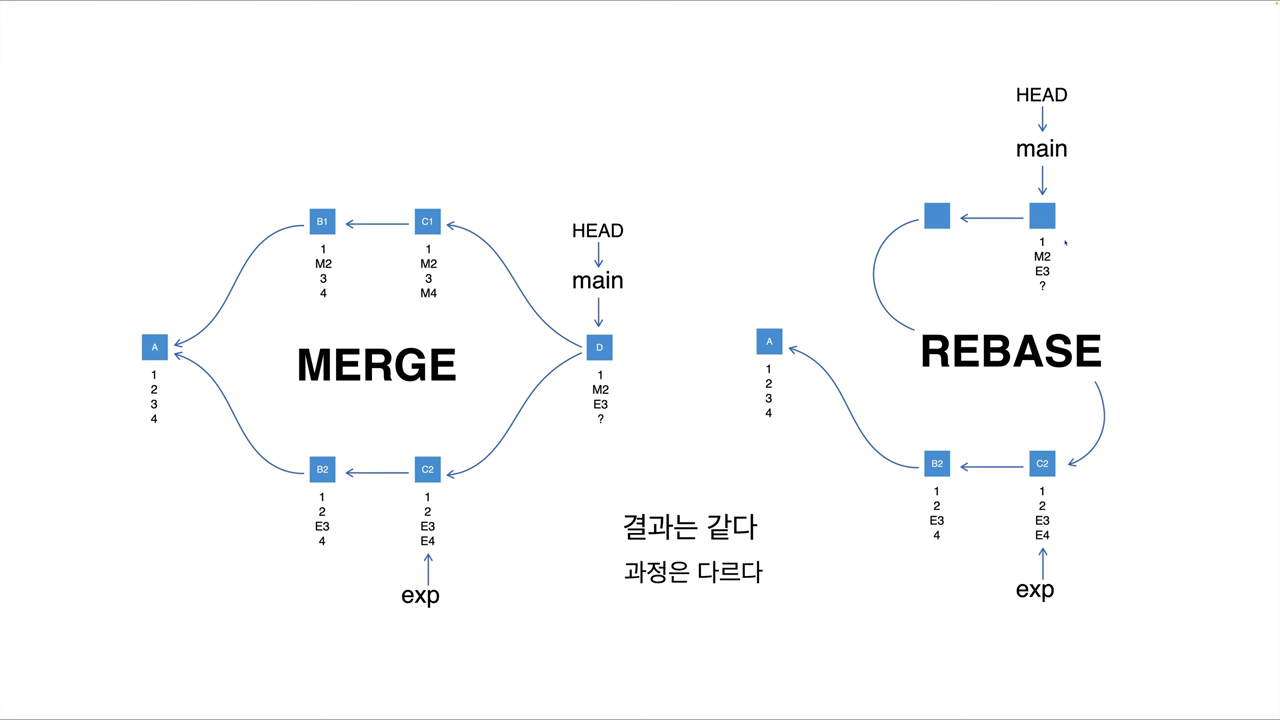 HEAD
main
B1
1
M2
3
4
C1
1
M2
3
M4
HEAD
main
A
1
2
3
4
MERGE
D
1
M2
E3
?
B2
1
2
E3
4
C2
1
2
E3
E4
exp
1
M2
E3
?
A
1
2
3
4
REBASE
B2
1
2
E3
4
C2
1
2
E3
E4
exp
결과는 같다
과정은 다르다